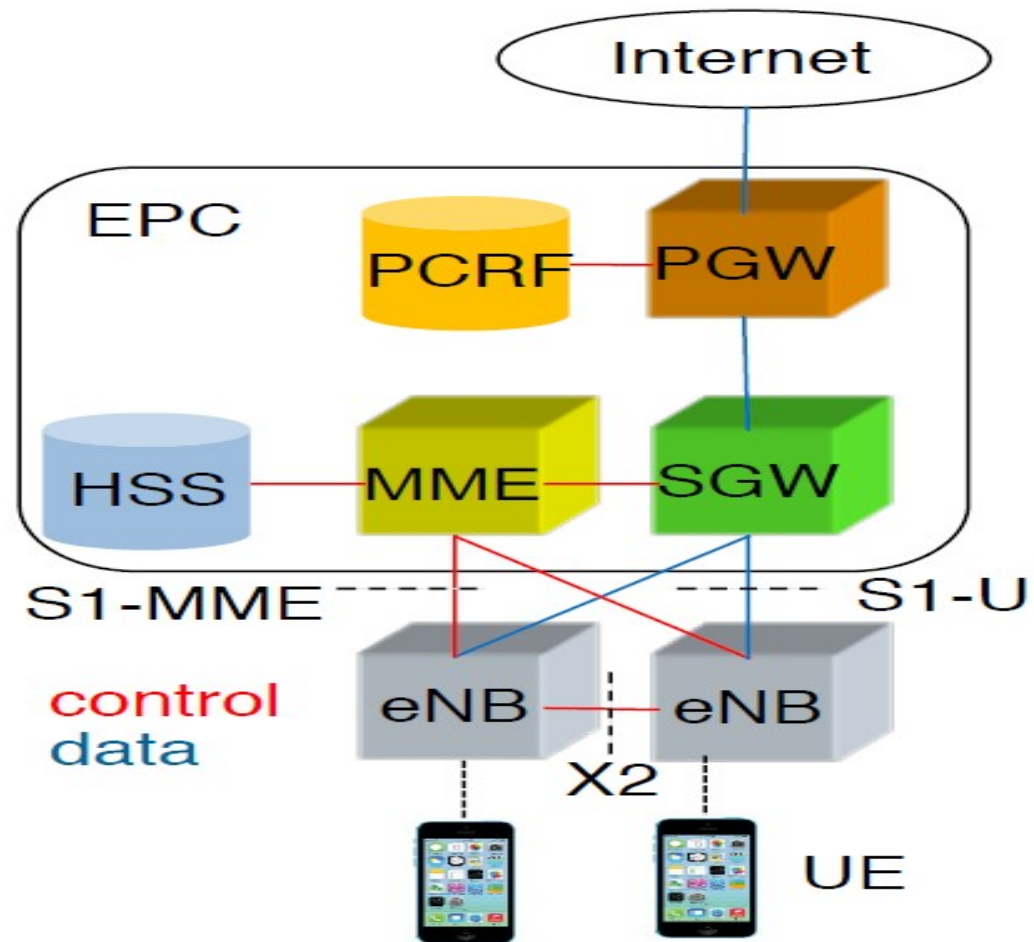 Internet
EPC
PCRF
PGW
HSS
MME
SGW
S1-MME
S1-U
control
data
eNB
eNB
X2
UE